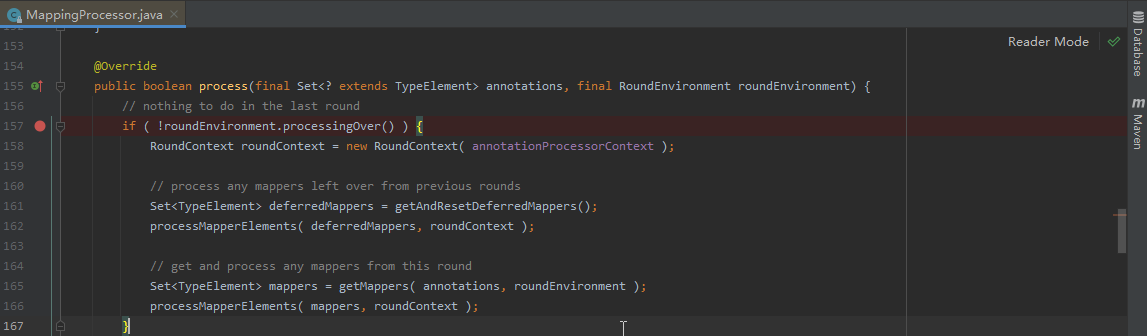 MappingProcessor.java
Reader Mode
Database
Maven
153
154 @Override
155 public boolean process(final Set<? extends TypeElement> annotations, final RoundEnvironment roundEnvironment) {
156 // nothing to do in the last round
157 if ( !roundEnvironment.processingOver() ) {
158 RoundContext roundContext = new RoundContext( annotationProcessorContext );
159
160 // process any mappers left over from previous rounds
161 Set<TypeElement> deferredMappers = getAndResetDeferredMappers();
162 processMapperElements( deferredMappers, roundContext );
163
164 // get and process any mappers from this round
165 Set<TypeElement> mappers = getMappers( annotations, roundEnvironment );
166 processMapperElements( mappers, roundContext );
167 }